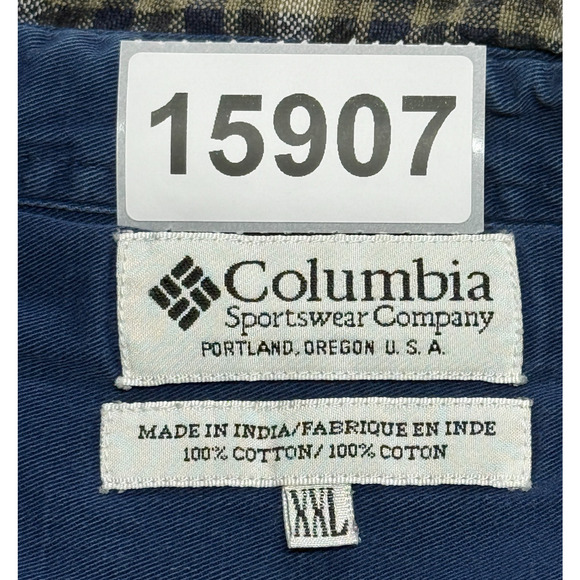 15907
Columbia
Sportswear Company
PORTLAND, OREGON U.S.A.
MADE IN INDIA/FABRIQUE EN INDE
100% COTTON/100% COTON
XXL